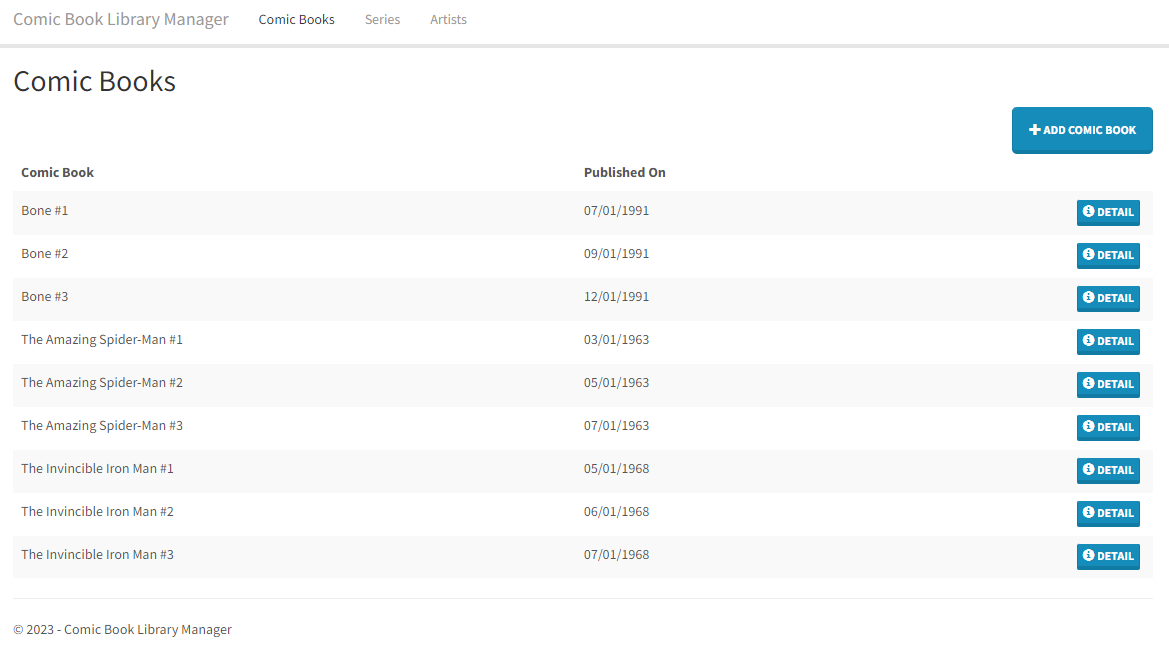 Comic Book Library Manager Comic Books Series Artists
Comic Books
ADD COMIC BOOK
Comic Book Published On
Bone #1 07/01/1991 DETAIL
Bone #2 09/01/1991 DETAIL
Bone #3 12/01/1991 DETAIL
The Amazing Spider-Man #1 03/01/1963 DETAIL
The Amazing Spider-Man #2 05/01/1963 DETAIL
The Amazing Spider-Man #3 07/01/1963 DETAIL
The Invincible Iron Man #1 05/01/1968 DETAIL
The Invincible Iron Man #2 06/01/1968 DETAIL
The Invincible Iron Man #3 07/01/1968 DETAIL
© 2023 - Comic Book Library Manager